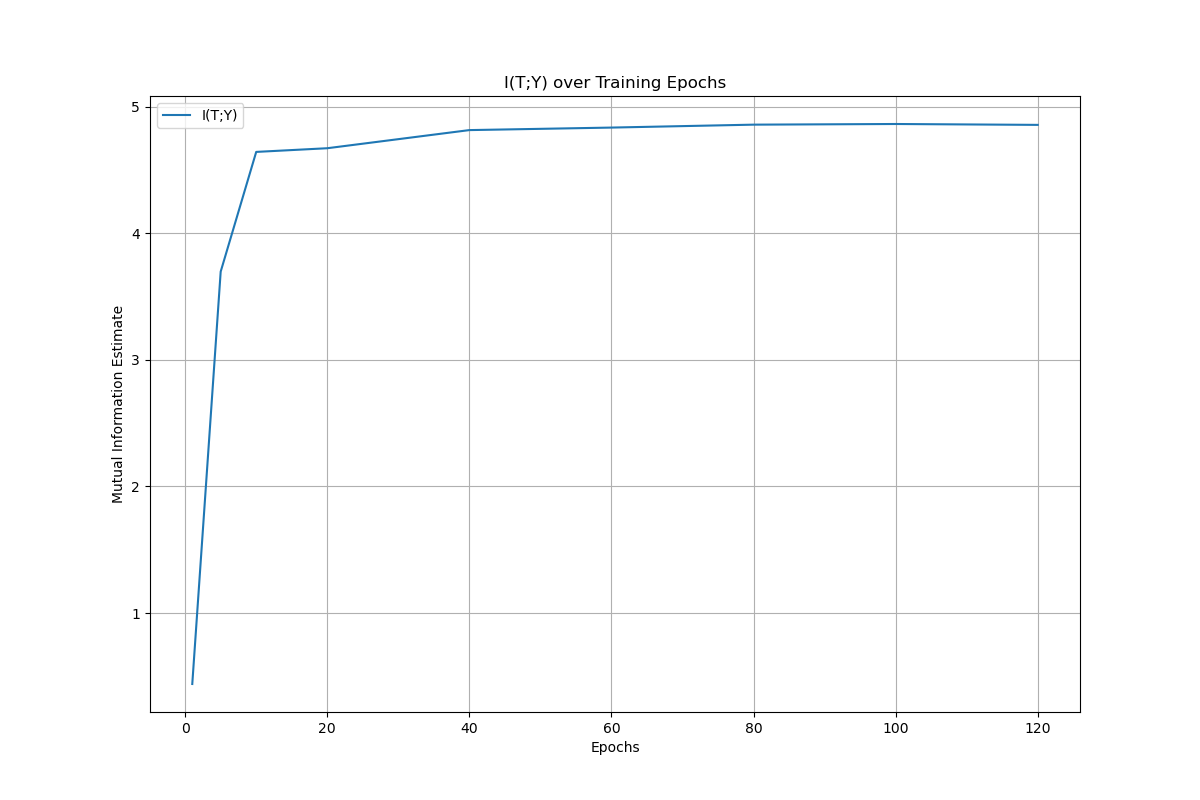 I(T;Y) over Training Epochs
I(T;Y)
Mutual Information Estimate
5
4
3
2
1
0 20 40 60 80 100 120
Epochs